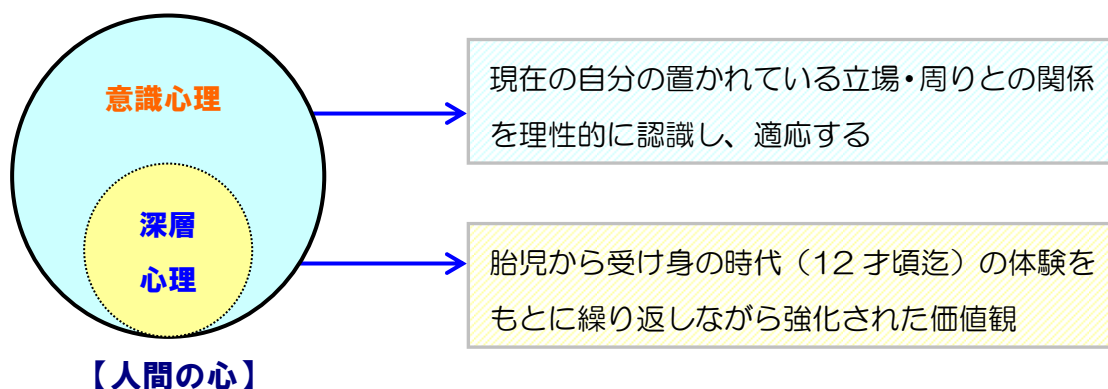 意識心理
現在の自分の置かれている立場・周りとの関係
を理性的に認識し、適応する
深層
心理
胎児から受け身の時代（12才頃迄）の体験を
もとに繰り返しながら強化された価値観
【人間の心】